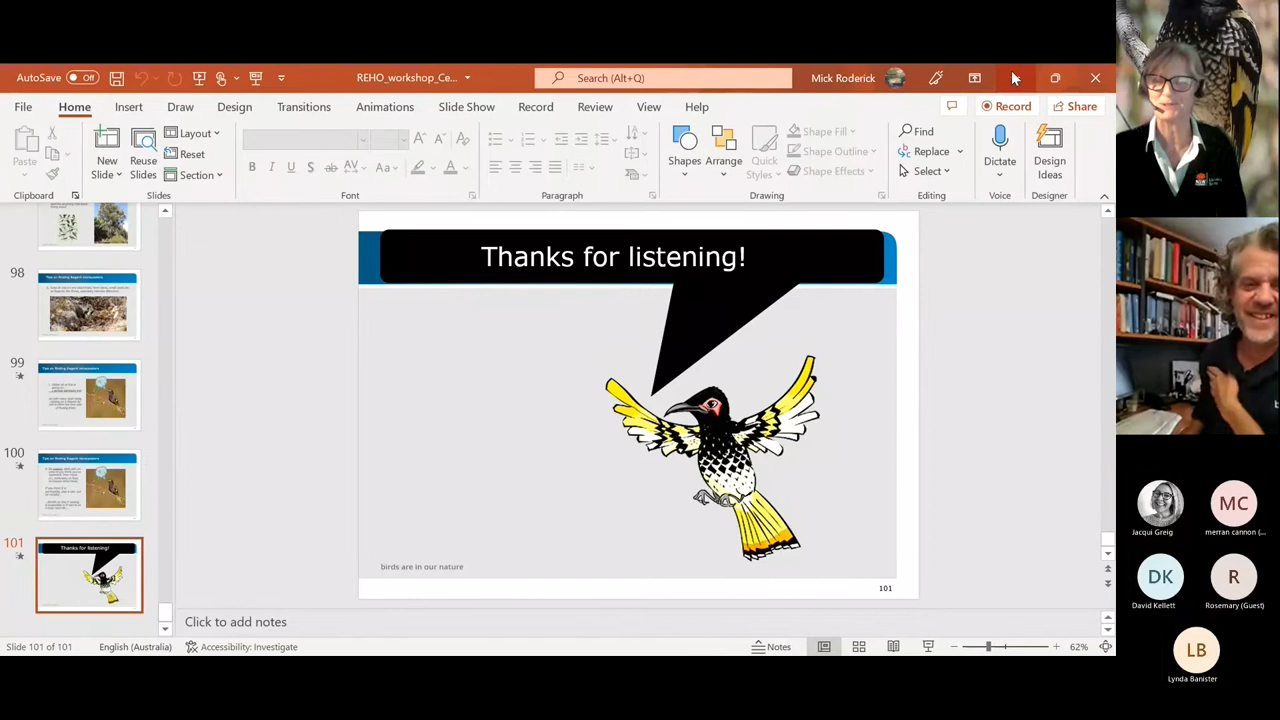 AutoSave Off
REHO_workshop_Ce...
Search (Alt+Q)
Mick Roderick
File Home Insert Draw Design Transitions Animations Slide Show Record Review View Help
Record Share
Paste
New Slide
Reuse Slides
Layout
Reset
Section
Shapes
Arrange
Quick Styles
Shape Fill
Shape Outline
Shape Effects
Find
Replace
Select
Dictate
Design Ideas
Clipboard Slides Font Paragraph Drawing Editing Voice Designer
98
99
100
101
Thanks for listening!
Thanks for listening!
birds are in our nature
101
Click to add notes
Slide 101 of 101 English (Australia) Accessibility: Investigate Notes 62%
Jacqui Greig
MC
merran cannon (...
DK
David Kellett
R
Rosemary (Guest)
LB
Lynda Banister